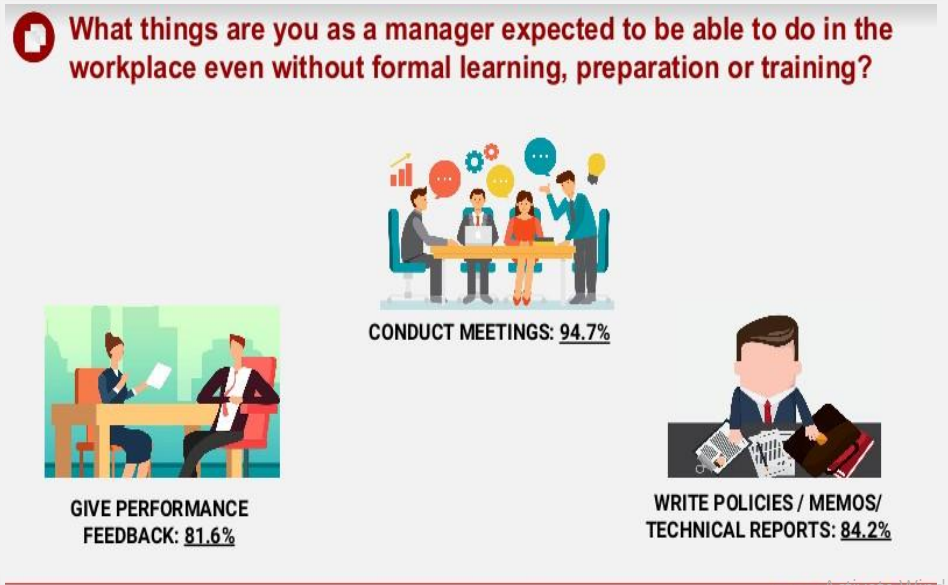 What things are you as a manager expected to be able to do in the
workplace even without formal learning, preparation or training?
CONDUCT MEETINGS: 94.7%
GIVE PERFORMANCE
FEEDBACK: 81.6%
WRITE POLICIES / MEMOS/
TECHNICAL REPORTS: 84.2%